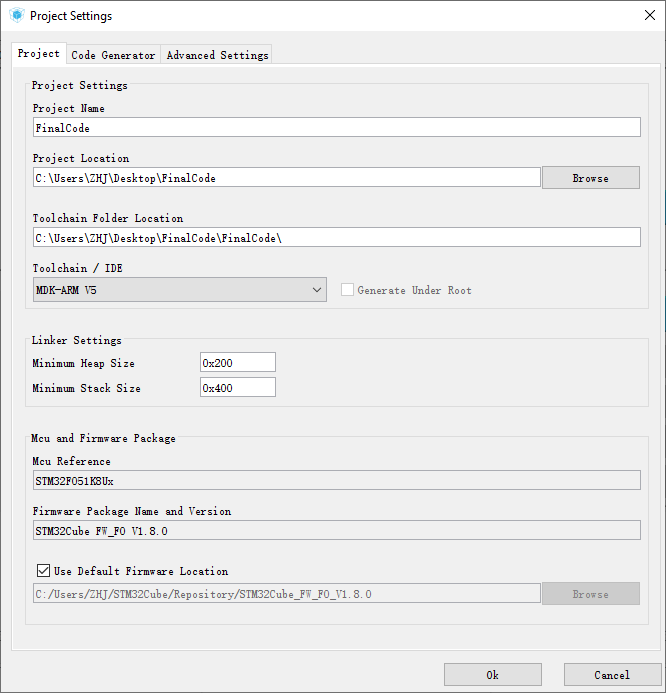 Project Settings
Project
Code Generator
Advanced Settings
Project Settings
Project Name
FinalCode
Project Location
C:\Users\ZHJ\Desktop\FinalCode
Browse
Toolchain Folder Location
C:\Users\ZHJ\Desktop\FinalCode\FinalCode\
Toolchain / IDE
MDK-ARM V5
Generate Under Root
Linker Settings
Minimum Heap Size
0x200
Minimum Stack Size
0x400
Mcu and Firmware Package
Mcu Reference
STM32F051K8Ux
Firmware Package Name and Version
STM32Cube FW_F0 V1.8.0
Use Default Firmware Location
C:/Users/ZHJ/STM32Cube/Repository/STM32Cube_FW_F0_V1.8.0
Browse
Ok
Cancel